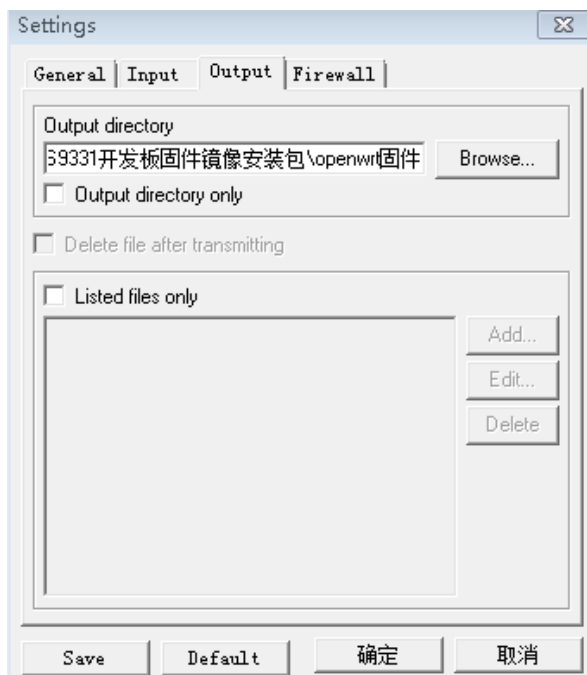 Settings
General Input Output Firewall
Output directory
S9331开发板固件镜像安装包\openwrt固件 Browse...
Output directory only
Delete file after transmitting
Listed files only
Add...
Edit...
Delete
Save Default 确定 取消